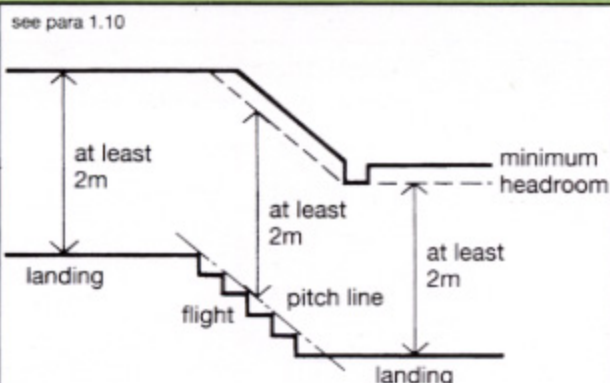 see para 1.10
at least
2m
minimum
headroom
at least
2m
at least
2m
landing
pitch line
flight
landing